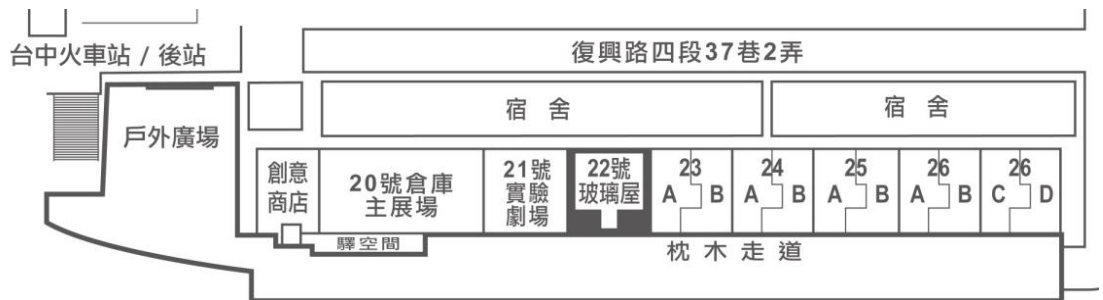 台中火車站 / 後站
復興路四段37巷2弄
宿 舍
宿 舍
戶外廣場
創意
商店
20號倉庫
主展場
21號
實驗
劇場
22號
玻璃屋
23
A B
24
A B
25
A B
26
A B
26
C D
驛空間
枕 木 走 道